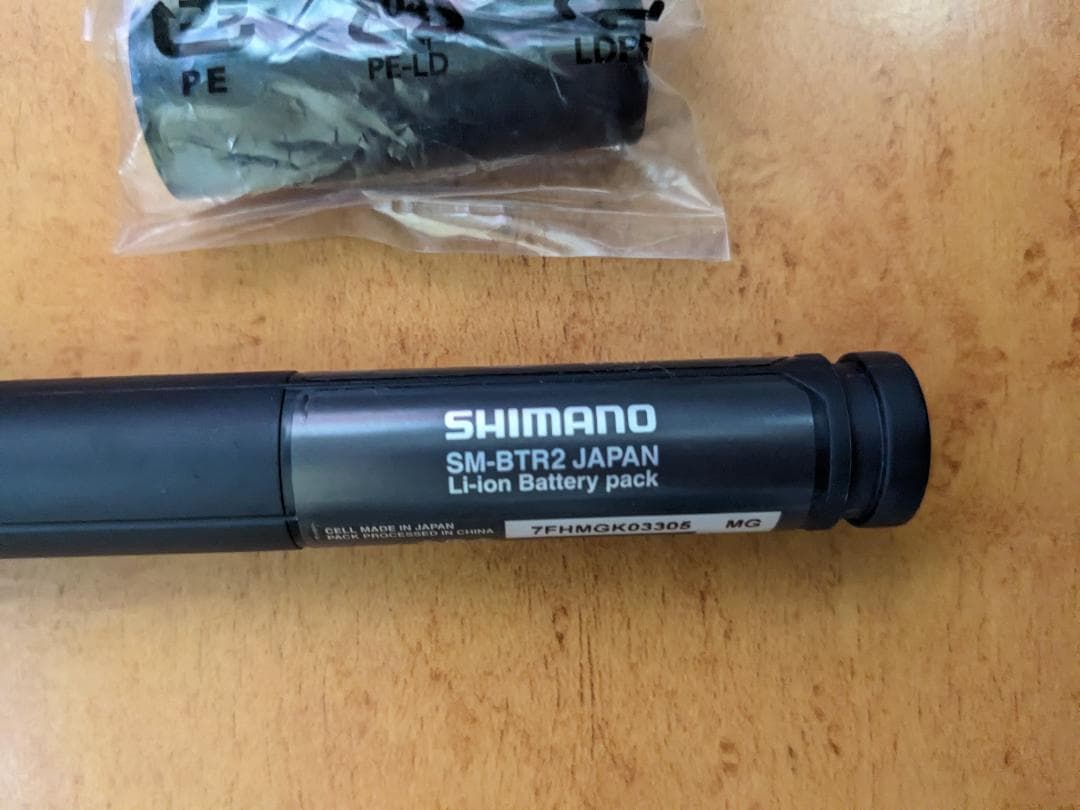 PE
PE-LD
SHIMANO
SM-BTR2 JAPAN
Li-ion Battery pack
CELL MADE IN JAPAN
PACK PROCESSED IN CHINA
7FHMGK03305 MG